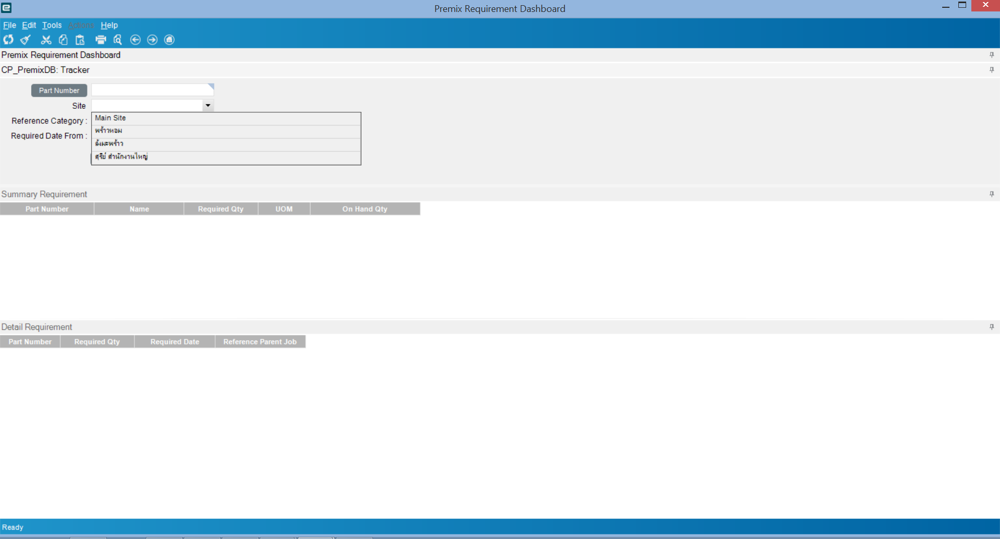 Premix Requirement Dashboard
File Edit Tools Actions Help
Premix Requirement Dashboard
CP_PremixDB: Tracker
Part Number
Site
Main Site
Reference Category :
พร้าวหอม
Required Date From :
ล้งมะพร้าว
สุรีย์ สำนักงานใหญ่
Summary Requirement
Part Number Name Required Qty UOM On Hand Qty
Detail Requirement
Part Number Required Qty Required Date Reference Parent Job
Ready